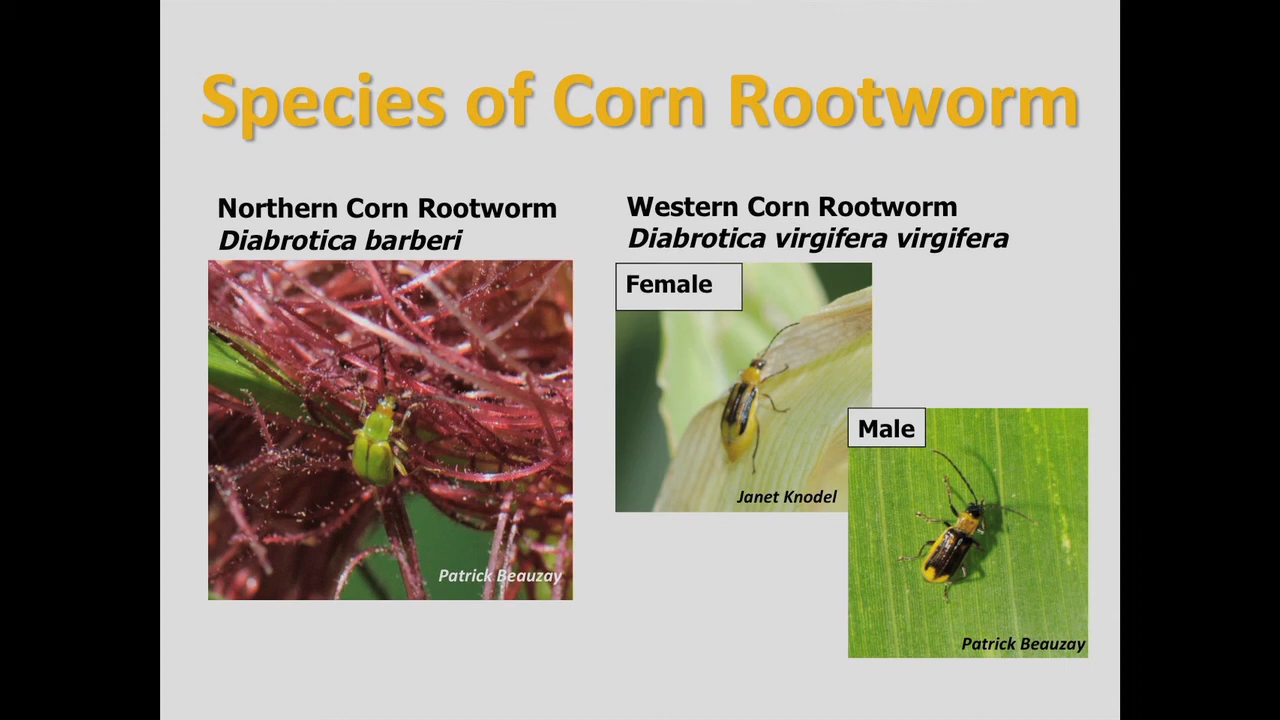 Species of Corn Rootworm
Northern Corn Rootworm
Diabrotica barberi
Patrick Beauzay
Western Corn Rootworm
Diabrotica virgifera virgifera
Female
Janet Knodel
Male
Patrick Beauzay